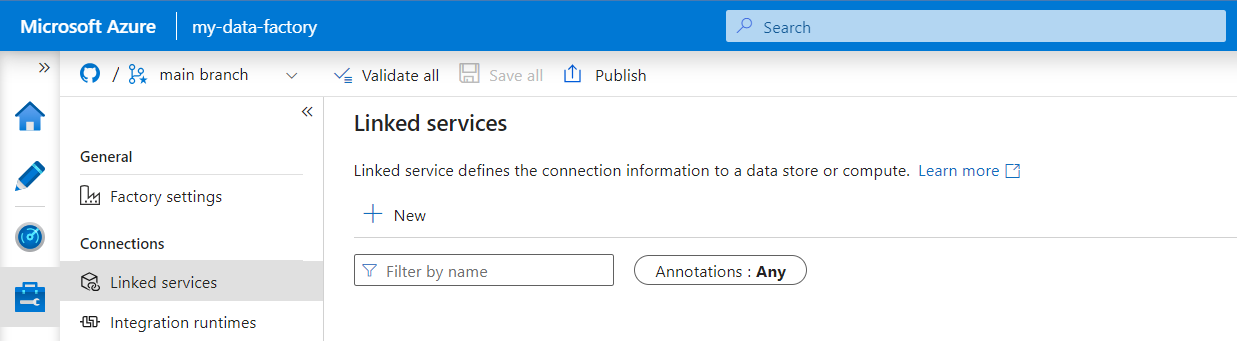 Microsoft Azure my-data-factory Search
/ main branch Validate all Save all Publish
Linked services
General
Linked service defines the connection information to a data store or compute. Learn more
Factory settings
New
Connections
Filter by name Annotations : Any
Linked services
Integration runtimes